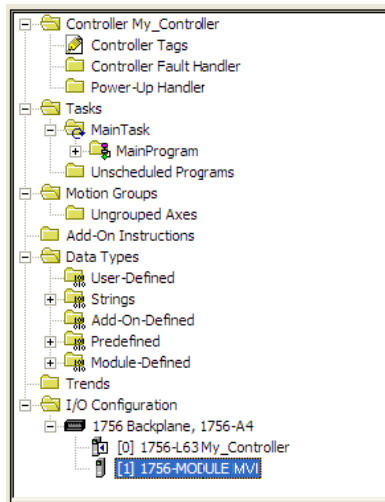 Controller My_Controller
Controller Tags
Controller Fault Handler
Power-Up Handler
Tasks
MainTask
MainProgram
Unscheduled Programs
Motion Groups
Ungrouped Axes
Add-On Instructions
Data Types
User-Defined
Strings
Add-On-Defined
Predefined
Module-Defined
Trends
I/O Configuration
1756 Backplane, 1756-A4
[0] 1756-L63 My_Controller
[1] 1756-MODULE MVI